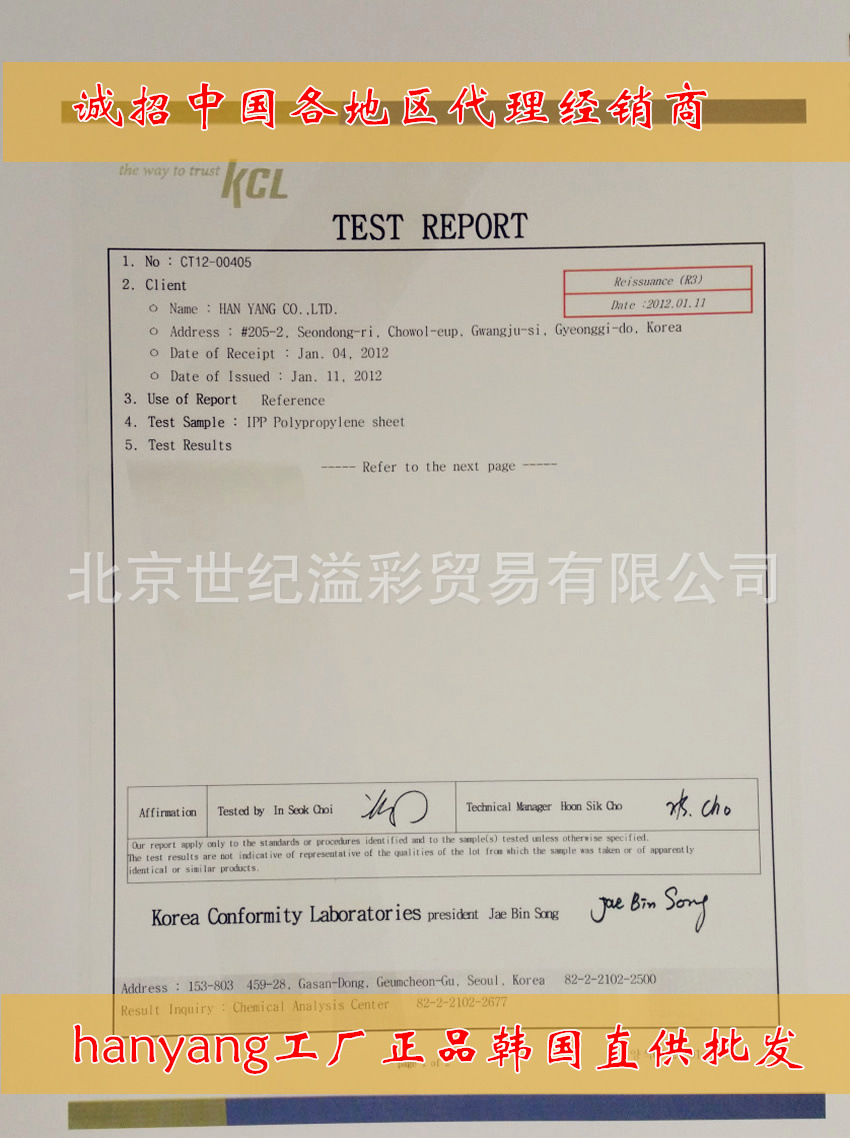 诚招中国各地区代理经销商
the way to trust KCL
TEST REPORT
1. No : CT12-00405
2. Client
Reissuance (R3)
Date :2012.01.11
○ Name : HAN YANG CO.,LTD.
○ Address : #205-2, Seondong-ri, Chowol-eup, Gwangju-si, Gyeonggi-do, Korea
○ Date of Receipt : Jan. 04, 2012
○ Date of Issued : Jan. 11, 2012
3. Use of Report Reference
4. Test Sample : IPP Polypropylene sheet
5. Test Results
----- Refer to the next page -----
北京世纪溢彩贸易有限公司
Affirmation
Tested by In Seok Choi
Technical Manager Hoon Sik Cho
Cho
Our report apply only to the standards or procedures identified and to the sample(s) tested unless otherwise specified.
The test results are not indicative of representative of the qualities of the lot from which the sample was taken or of apparently
identical or similar products.
Korea Conformity Laboratories president Jae Bin Song
Jae Bin Song
Address : 153-803 459-28, Gasan-Dong, Geumcheon-Gu, Seoul, Korea 82-2-2102-2500
Result Inquiry : Chemical Analysis Center 82-2-2102-2677
hanyang工厂正品韩国直供批发